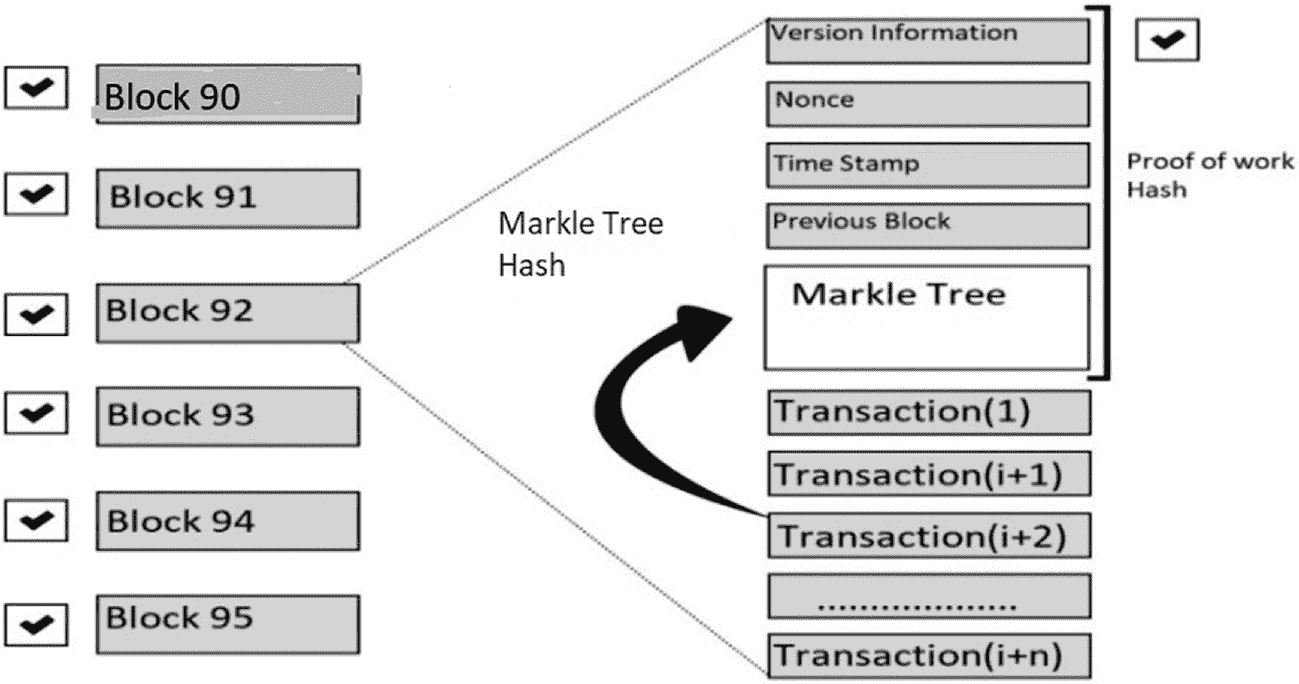 Block 90
Block 91
Block 92
Block 93
Block 94
Block 95
Markle Tree
Hash
Version Information
Nonce
Time Stamp
Previous Block
Markle Tree
Transaction(1)
Transaction(i+1)
Transaction(i+2)
...................
Transaction(i+n)
Proof of work
Hash